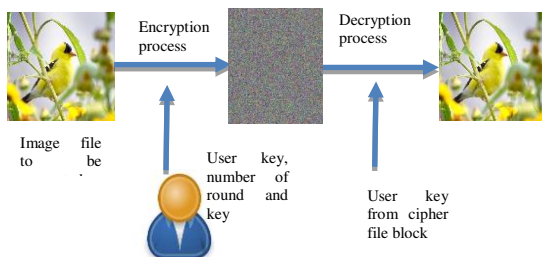 Encryption
process
Decryption
process
Image file
to be
User key,
number of
round and
key
User key
from cipher
file block